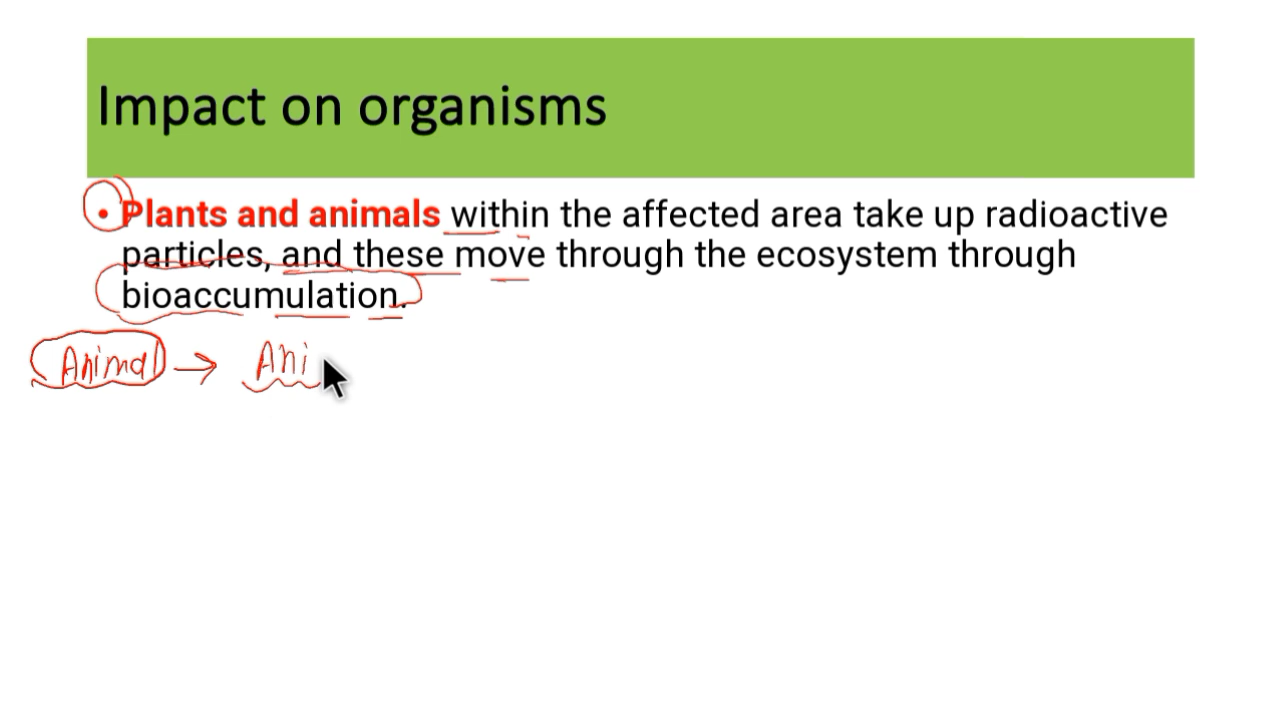 Impact on organisms
• Plants and animals within the affected area take up radioactive
particles, and these move through the ecosystem through
bioaccumulation.
Animal → Ani